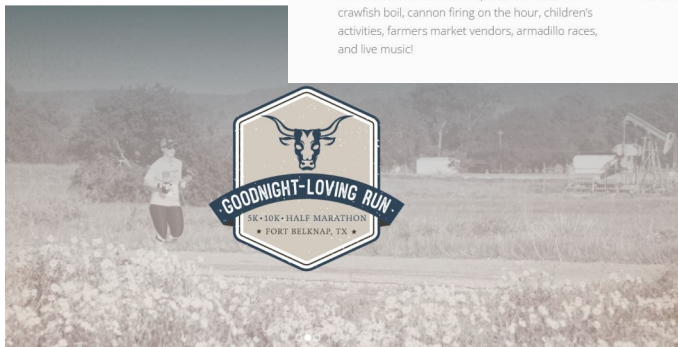 crawfish boil, cannon firing on the hour, children's
activities, farmers market vendors, armadillo races,
and live music!
GOODNIGHT-LOVING RUN
5K • 10K • HALF MARATHON
★ FORT BELKNAP, TX ★